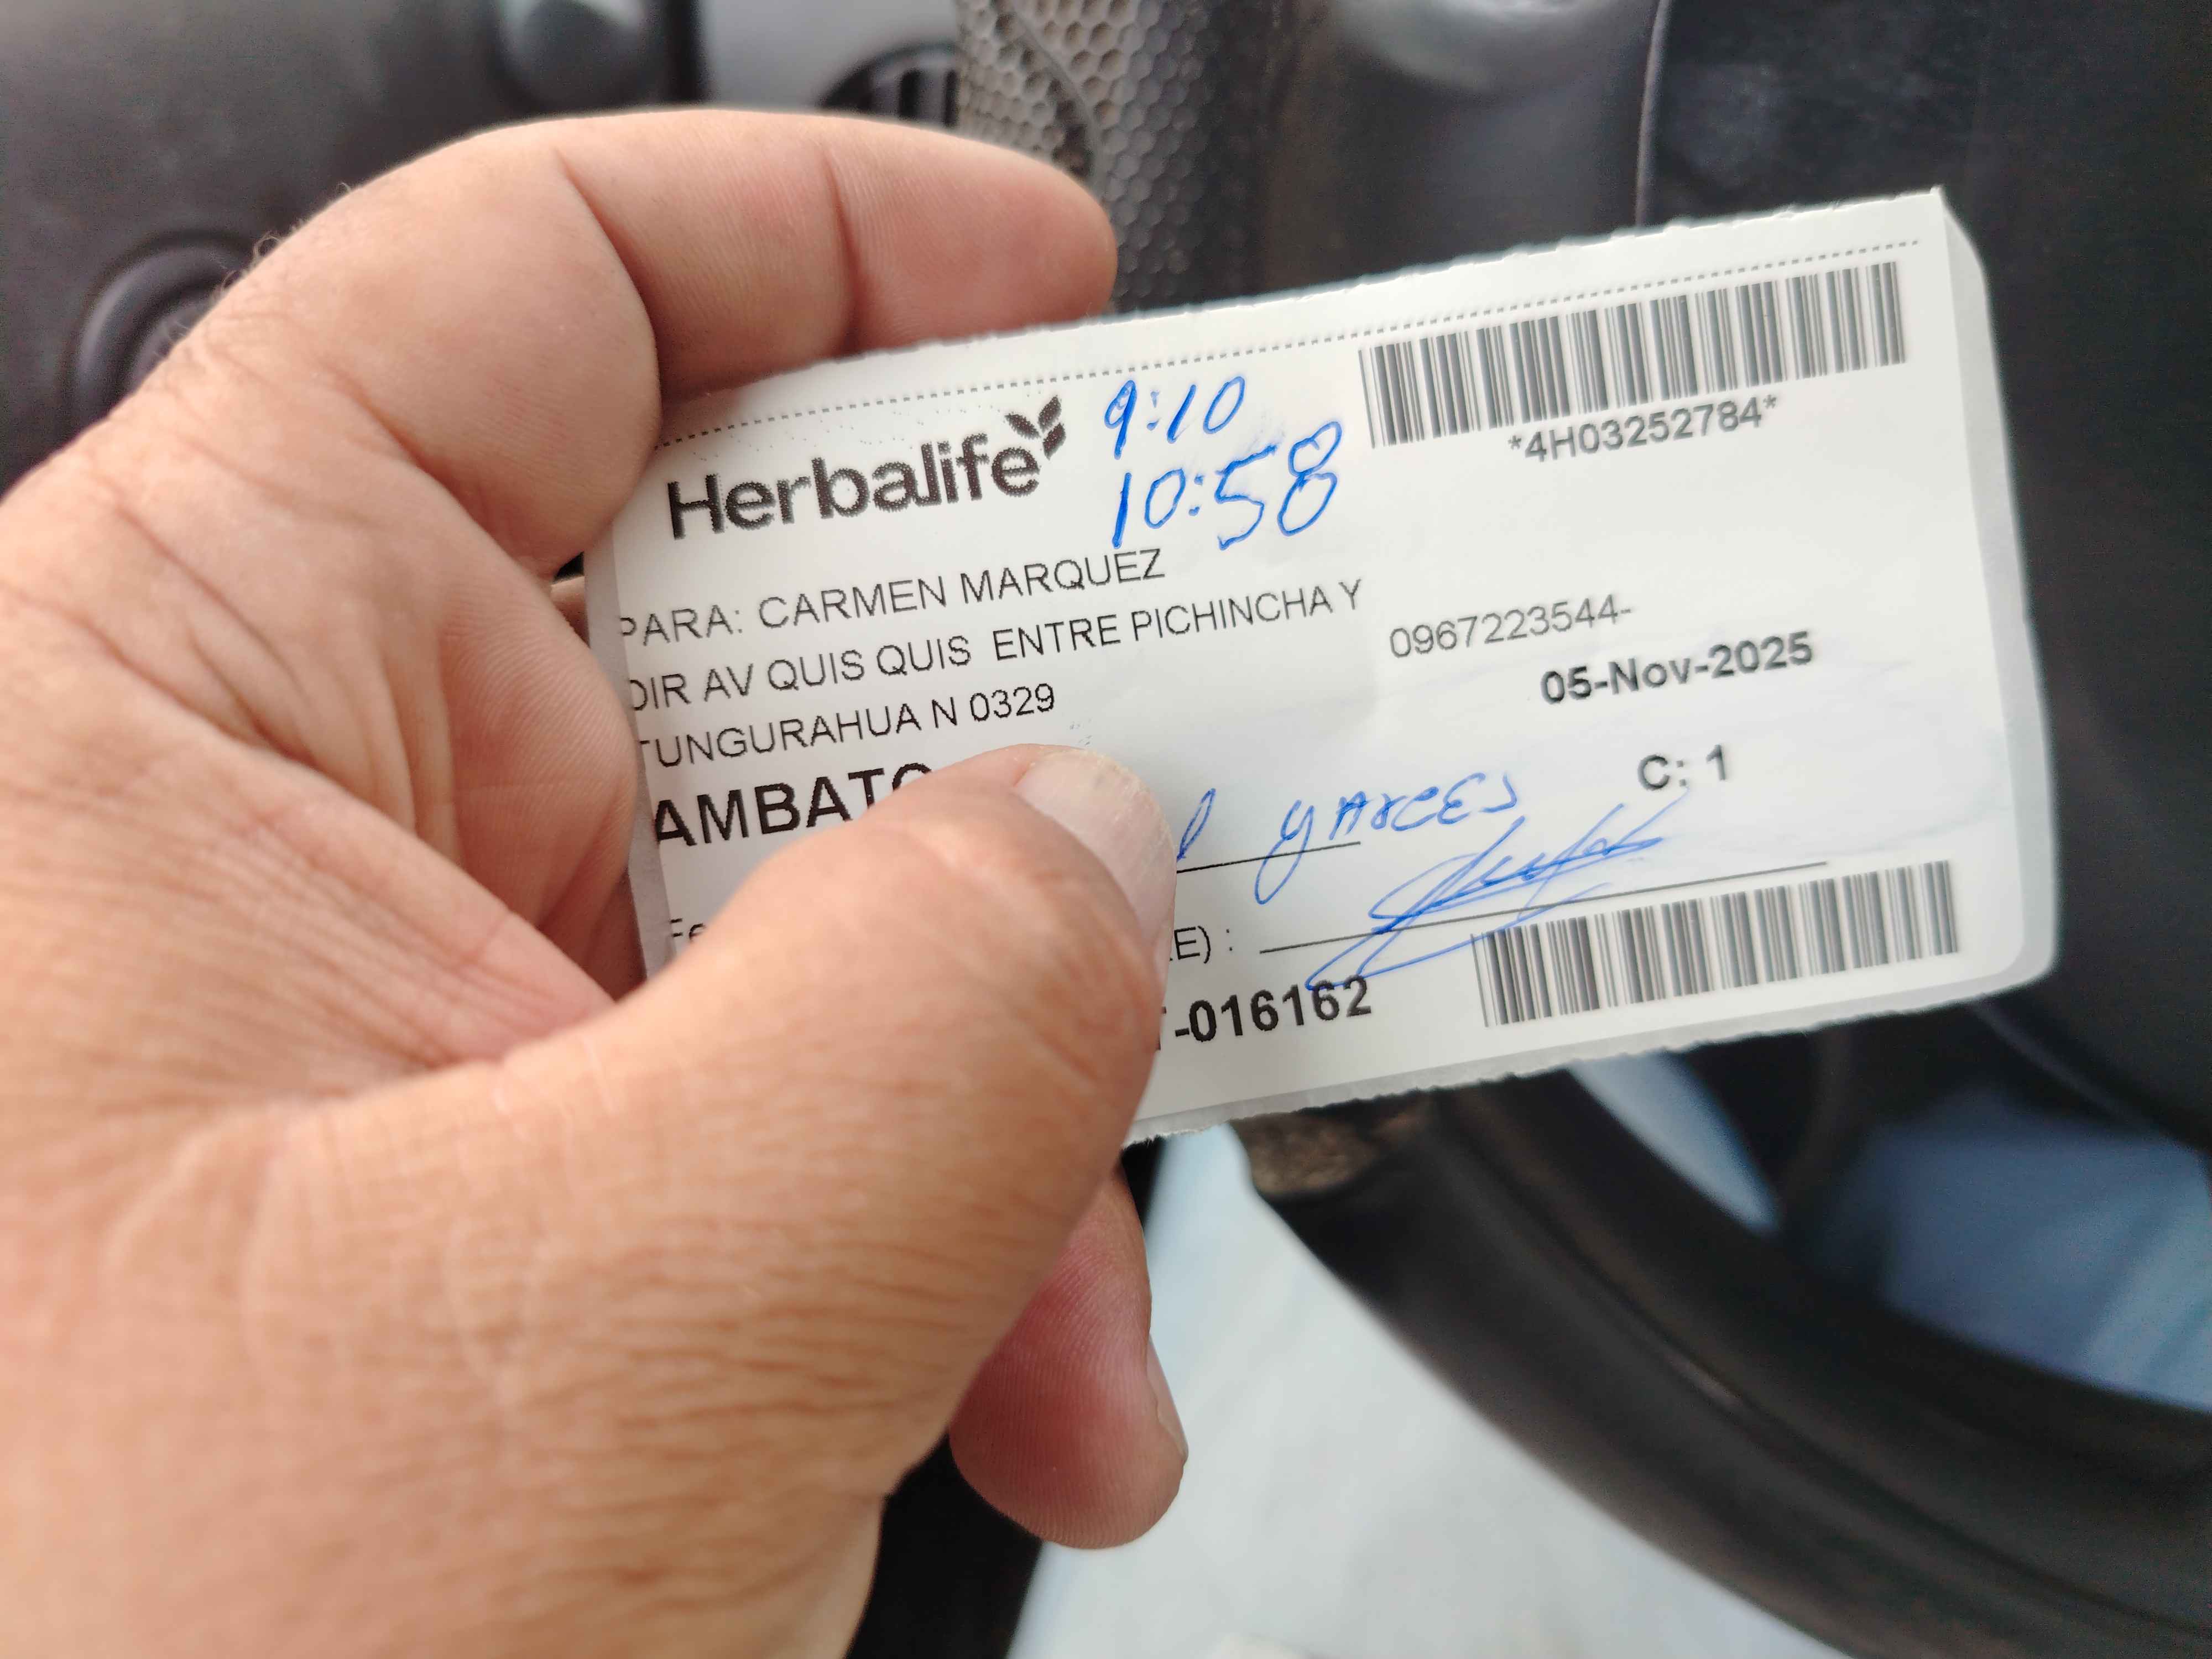 Herbalife
9:10
10:58
*4H03252784*
PARA: CARMEN MARQUEZ
DIR AV QUIS QUIS ENTRE PICHINCHA Y
TUNGURAHUA N 0329
0967223544-
05-Nov-2025
AMBATO
C: 1
E) :
-016162